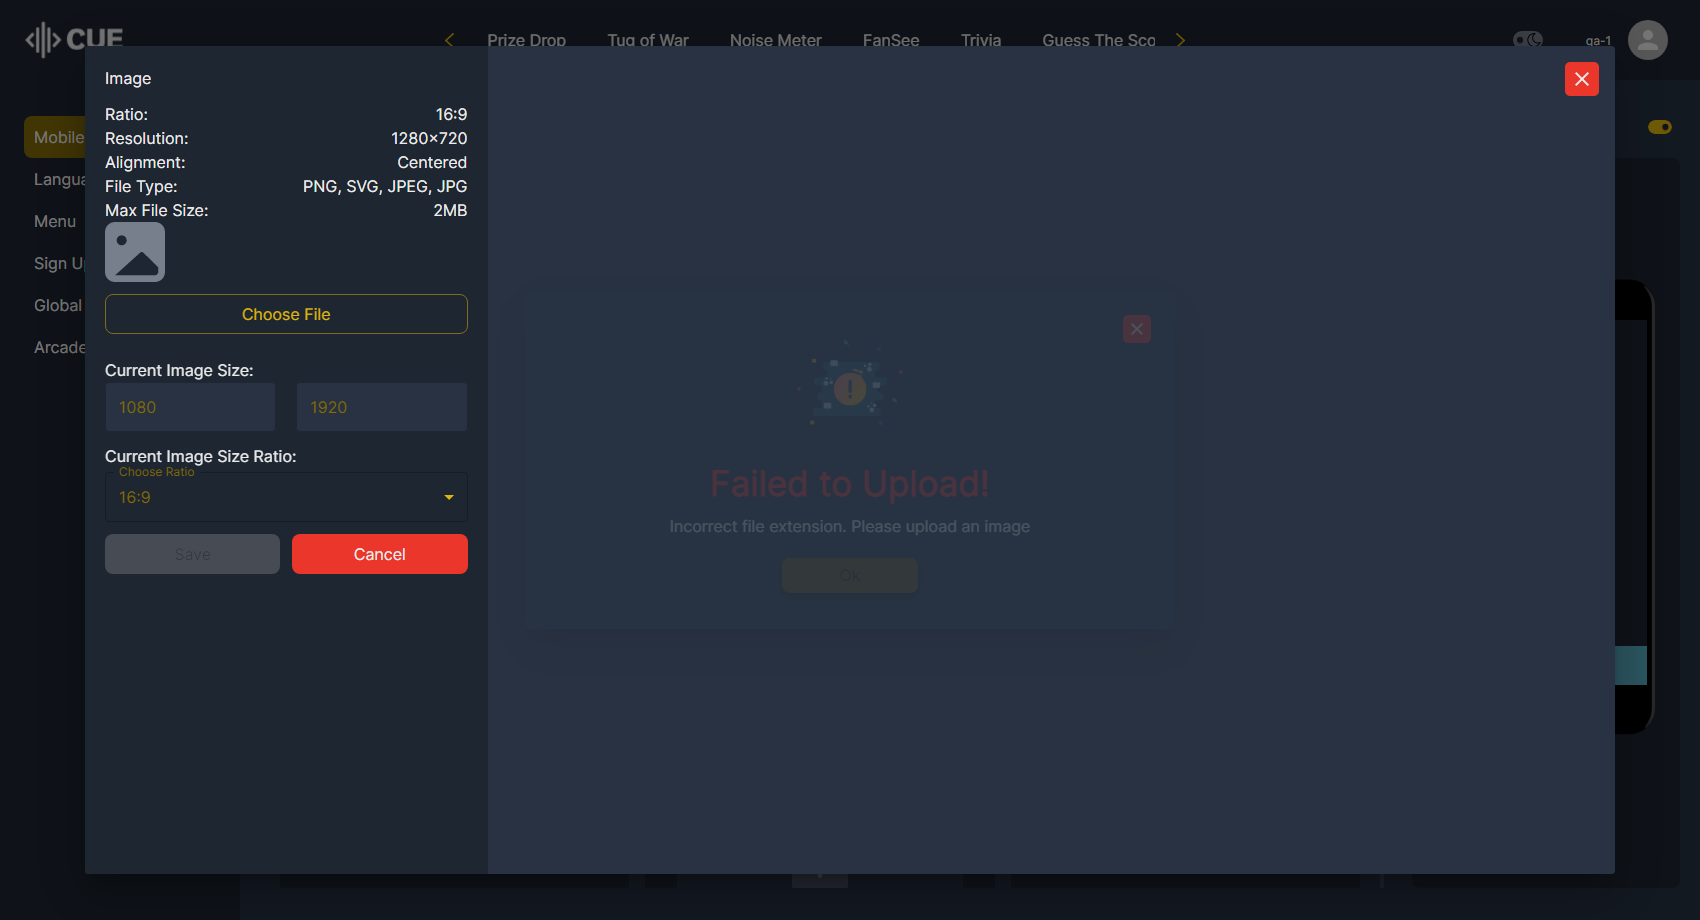 CUE
Prize Drop
Tug of War
Noise Meter
FanSee
Trivia
Guess The Sco
qa-1
Mobile
Langua
Menu
Sign Up
Global
Arcade
Image
Ratio: 16:9
Resolution: 1280×720
Alignment: Centered
File Type: PNG, SVG, JPEG, JPG
Max File Size: 2MB
Choose File
Current Image Size:
1080 1920
Current Image Size Ratio:
Choose Ratio
16:9
Save Cancel
Failed to Upload!
Incorrect file extension. Please upload an image
Ok